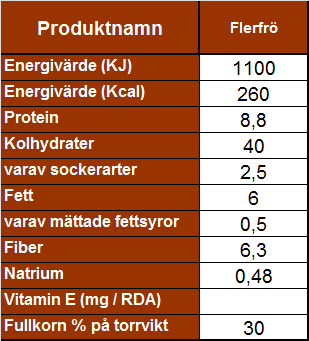 Produktnamn Flerfrö
Energivärde (KJ) 1100
Energivärde (Kcal) 260
Protein 8,8
Kolhydrater 40
varav sockerarter 2,5
Fett 6
varav mättade fettsyror 0,5
Fiber 6,3
Natrium 0,48
Vitamin E (mg / RDA)
Fullkorn % på torrvikt 30